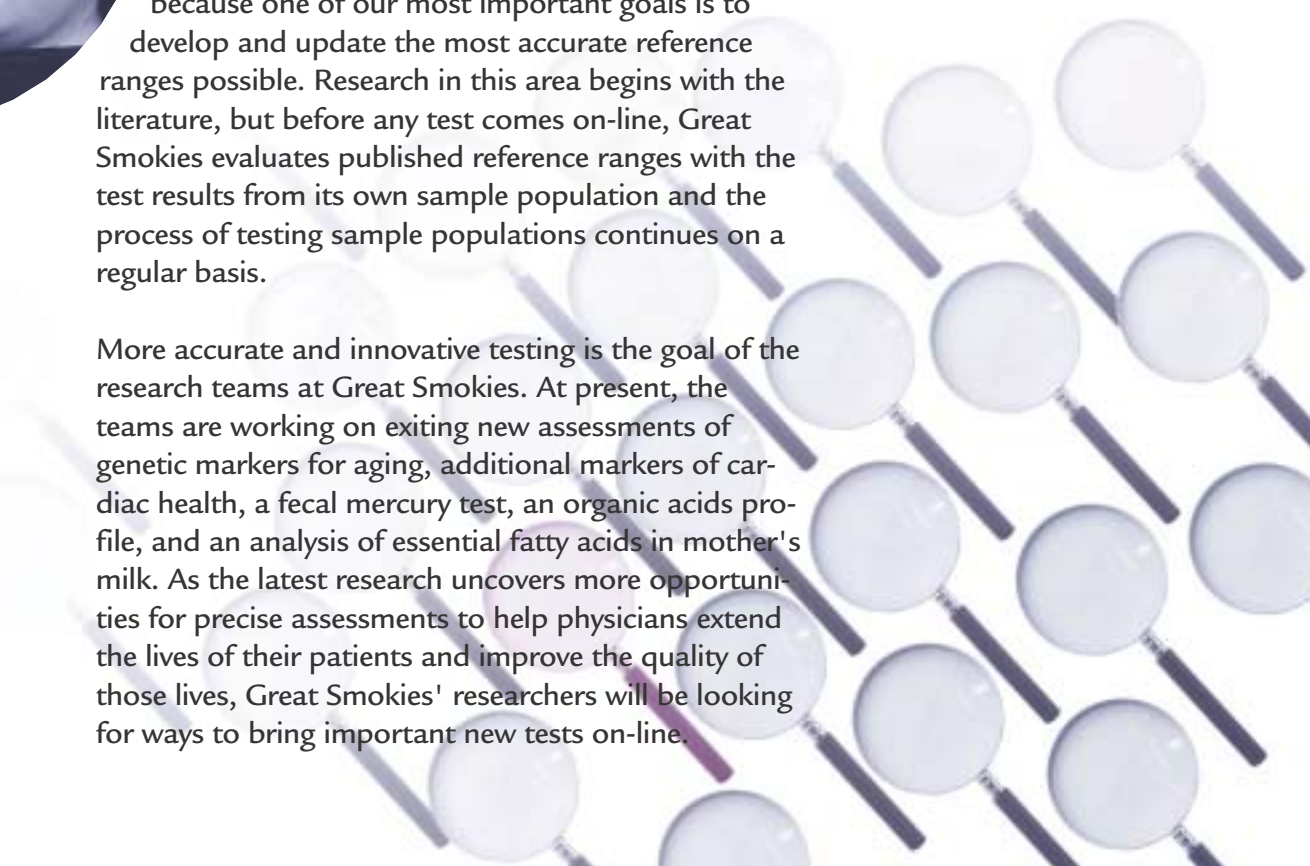 because one of our most important goals is to
develop and update the most accurate reference
ranges possible. Research in this area begins with the
literature, but before any test comes on-line, Great
Smokies evaluates published reference ranges with the
test results from its own sample population and the
process of testing sample populations continues on a
regular basis.
More accurate and innovative testing is the goal of the
research teams at Great Smokies. At present, the
teams are working on exiting new assessments of
genetic markers for aging, additional markers of car-
diac health, a fecal mercury test, an organic acids pro-
file, and an analysis of essential fatty acids in mother's
milk. As the latest research uncovers more opportuni-
ties for precise assessments to help physicians extend
the lives of their patients and improve the quality of
those lives, Great Smokies' researchers will be looking
for ways to bring important new tests on-line.